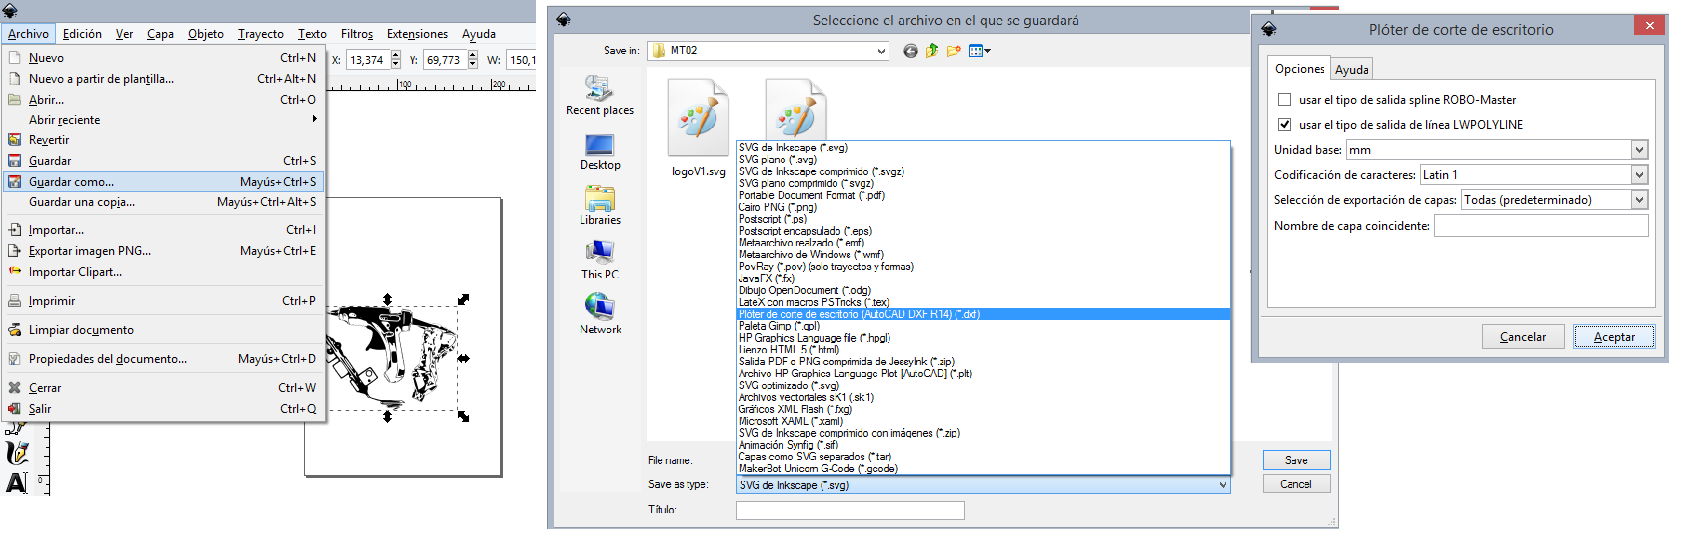 Archivo Edición Ver Capa Objeto Trayecto Texto Filtros Extensiones Ayuda
Nuevo Ctrl+N
Nuevo a partir de plantilla... Ctrl+Alt+N
Abrir... Ctrl+O
Abrir reciente
Revertir
Guardar Ctrl+S
Guardar como... Mayús+Ctrl+S
Guardar una copia... Mayús+Ctrl+Alt+S
Importar... Ctrl+I
Exportar imagen PNG... Mayús+Ctrl+E
Importar Clipart...
Imprimir Ctrl+P
Limpiar documento
Propiedades del documento... Mayús+Ctrl+D
Cerrar Ctrl+W
Salir Ctrl+Q
X: 13,374 Y: 69,773 W: 150,1
100 200
A
0
Seleccione el archivo en el que se guardará
Save in: MT02
Recent places
Desktop
Libraries
This PC
Network
logoV1.svg
SVG de Inkscape (*.svg)
SVG plano (*.svg)
SVG de Inkscape comprimido (*.svgz)
SVG plano comprimido (*.svgz)
Portable Document Format (*.pdf)
Cairo PNG (*.png)
Postscript (*.ps)
Postscript encapsulado (*.eps)
Metaarchivo realzado (*.emf)
Metaarchivo de Windows (*.wmf)
PovRay (*.pov) (solo trayectos y formas)
JavaFX (*.fx)
Dibujo OpenDocument (*.odg)
LateX con macros PSTricks (*.tex)
Plóter de corte de escritorio (AutoCAD DXF R14) (*.dxf)
Paleta Gimp (*.gpl)
HP Graphics Language file (*.hpgl)
Lienzo HTML 5 (*.html)
Salida PDF o PNG comprimida de JessyInk (*.zip)
Archivo HP Graphics Language Plot [AutoCAD] (*.plt)
SVG optimizado (*.svg)
Archivos vectoriales sK1 (.sk1)
Gráficos XML Flash (*.fxg)
Microsoft XAML (*.xaml)
SVG de Inkscape comprimido con imágenes (*.zip)
Animación Synfig (*.sif)
Capas como SVG separados (*.tar)
MakerBot Unicorn G-Code (*.gcode)
File name:
Save as type: SVG de Inkscape (*.svg)
Título:
Save
Cancel
Plóter de corte de escritorio
Opciones Ayuda
usar el tipo de salida spline ROBO-Master
usar el tipo de salida de línea LWPOLYLINE
Unidad base: mm
Codificación de caracteres: Latin 1
Selección de exportación de capas: Todas (predeterminado)
Nombre de capa coincidente:
Cancelar Aceptar